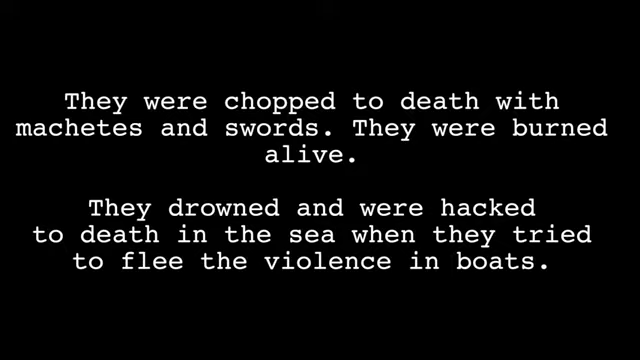 They were chopped to death with
machetes and swords. They were burned
alive.
They drowned and were hacked
to death in the sea when they tried
to flee the violence in boats.